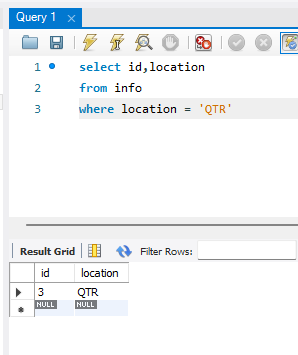 Query 1
1 select id,location
2 from info
3 where location = 'QTR'
Result Grid Filter Rows:
id location
3 QTR
NULL NULL